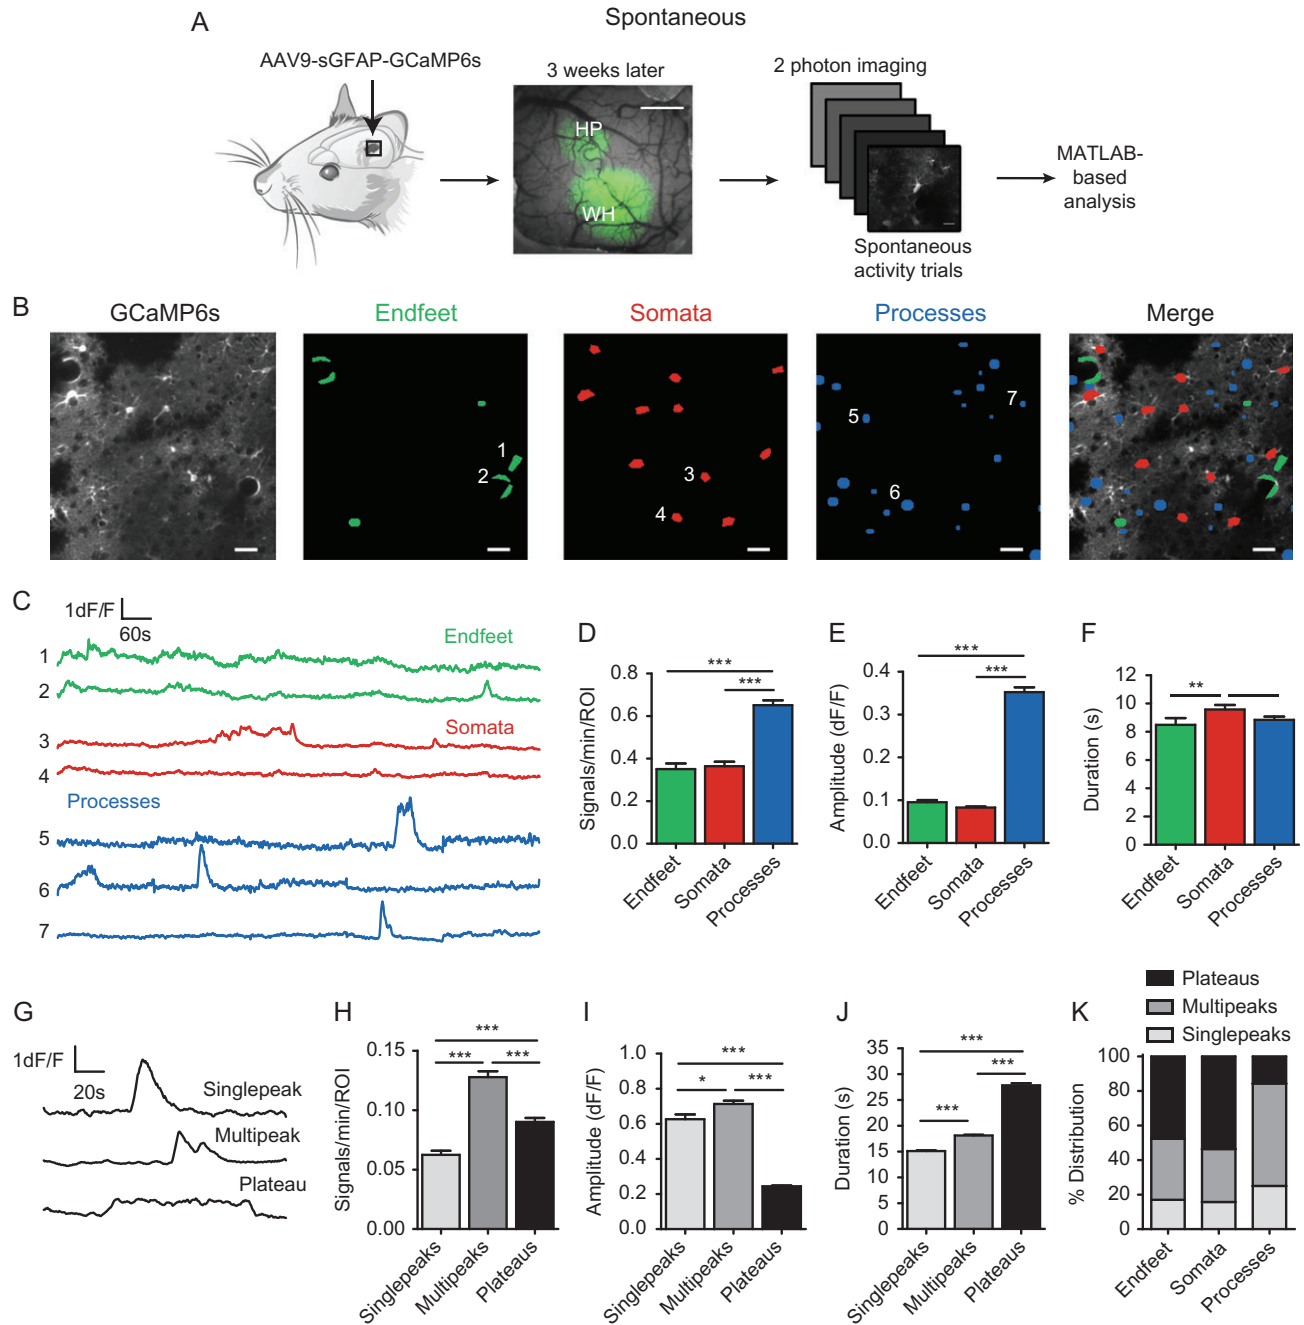 A
Spontaneous
AAV9-sGFAP-GCaMP6s
3 weeks later
HP
WH
2 photon imaging
Spontaneous
activity trials
MATLAB-
based
analysis
B
GCaMP6s
Endfeet
Somata
Processes
Merge
1
2
3
4
5
6
7
C
1dF/F
60s
Endfeet
1
2
Somata
3
4
Processes
5
6
7
D
Signals/min/ROI
0.8
0.6
0.4
0.2
0.0
***
***
Endfeet
Somata
Processes
E
Amplitude (dF/F)
0.4
0.3
0.2
0.1
0.0
***
***
Endfeet
Somata
Processes
F
Duration (s)
12
10
8
6
4
2
0
**
Endfeet
Somata
Processes
G
1dF/F
20s
Singlepeak
Multipeak
Plateau
H
Signals/min/ROI
0.15
0.10
0.05
0.00
***
***
***
Singlepeaks
Multipeaks
Plateaus
I
Amplitude (dF/F)
1.0
0.8
0.6
0.4
0.2
0.0
***
*
***
Singlepeaks
Multipeaks
Plateaus
J
Duration (s)
35
30
25
20
15
10
5
0
***
***
***
Singlepeaks
Multipeaks
Plateaus
K
Plateaus
Multipeaks
Singlepeaks
% Distribution
100
80
60
40
20
0
Endfeet
Somata
Processes